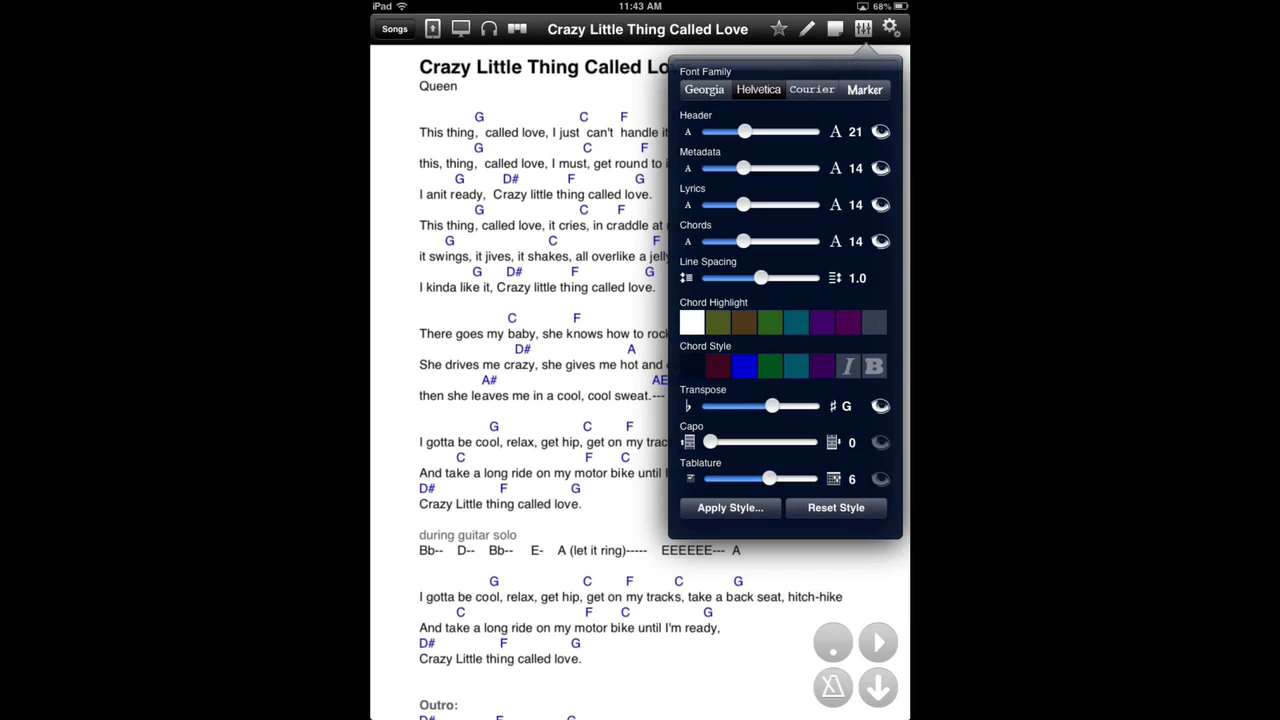 iPad 11:43 AM 68%
Songs Crazy Little Thing Called Love
Crazy Little Thing Called Lo
Queen
G C F
This thing, called love, I just can't handle it
G C F
this, thing, called love, I must, get round to i
G D# F G
I anit ready, Crazy little thing called love.
G C F
This thing, called love, it cries, in craddle at
G C F
it swings, it jives, it shakes, all overlike a jelly
G D# F G
I kinda like it, Crazy little thing called love.
C F
There goes my baby, she knows how to rock
D# A
She drives me crazy, she gives me hot and
A# AE
then she leaves me in a cool, cool sweat.---
G C F
I gotta be cool, relax, get hip, get on my trac
C F C
And take a long ride on my motor bike until I
D# F G
Crazy Little thing called love.
during guitar solo
Bb-- D-- Bb-- E- A (let it ring)----- EEEEEE--- A
G C F C G
I gotta be cool, relax, get hip, get on my tracks, take a back seat, hitch-hike
C F C G
And take a long ride on my motor bike until I'm ready,
D# F G
Crazy Little thing called love.
Outro:
D# F G
Font Family
Georgia Helvetica Courier Marker
Header
A A 21
Metadata
A A 14
Lyrics
A A 14
Chords
A A 14
Line Spacing
1.0
Chord Highlight
Chord Style
I B
Transpose
♭ ♯ G
Capo
0
Tablature
6
Apply Style... Reset Style